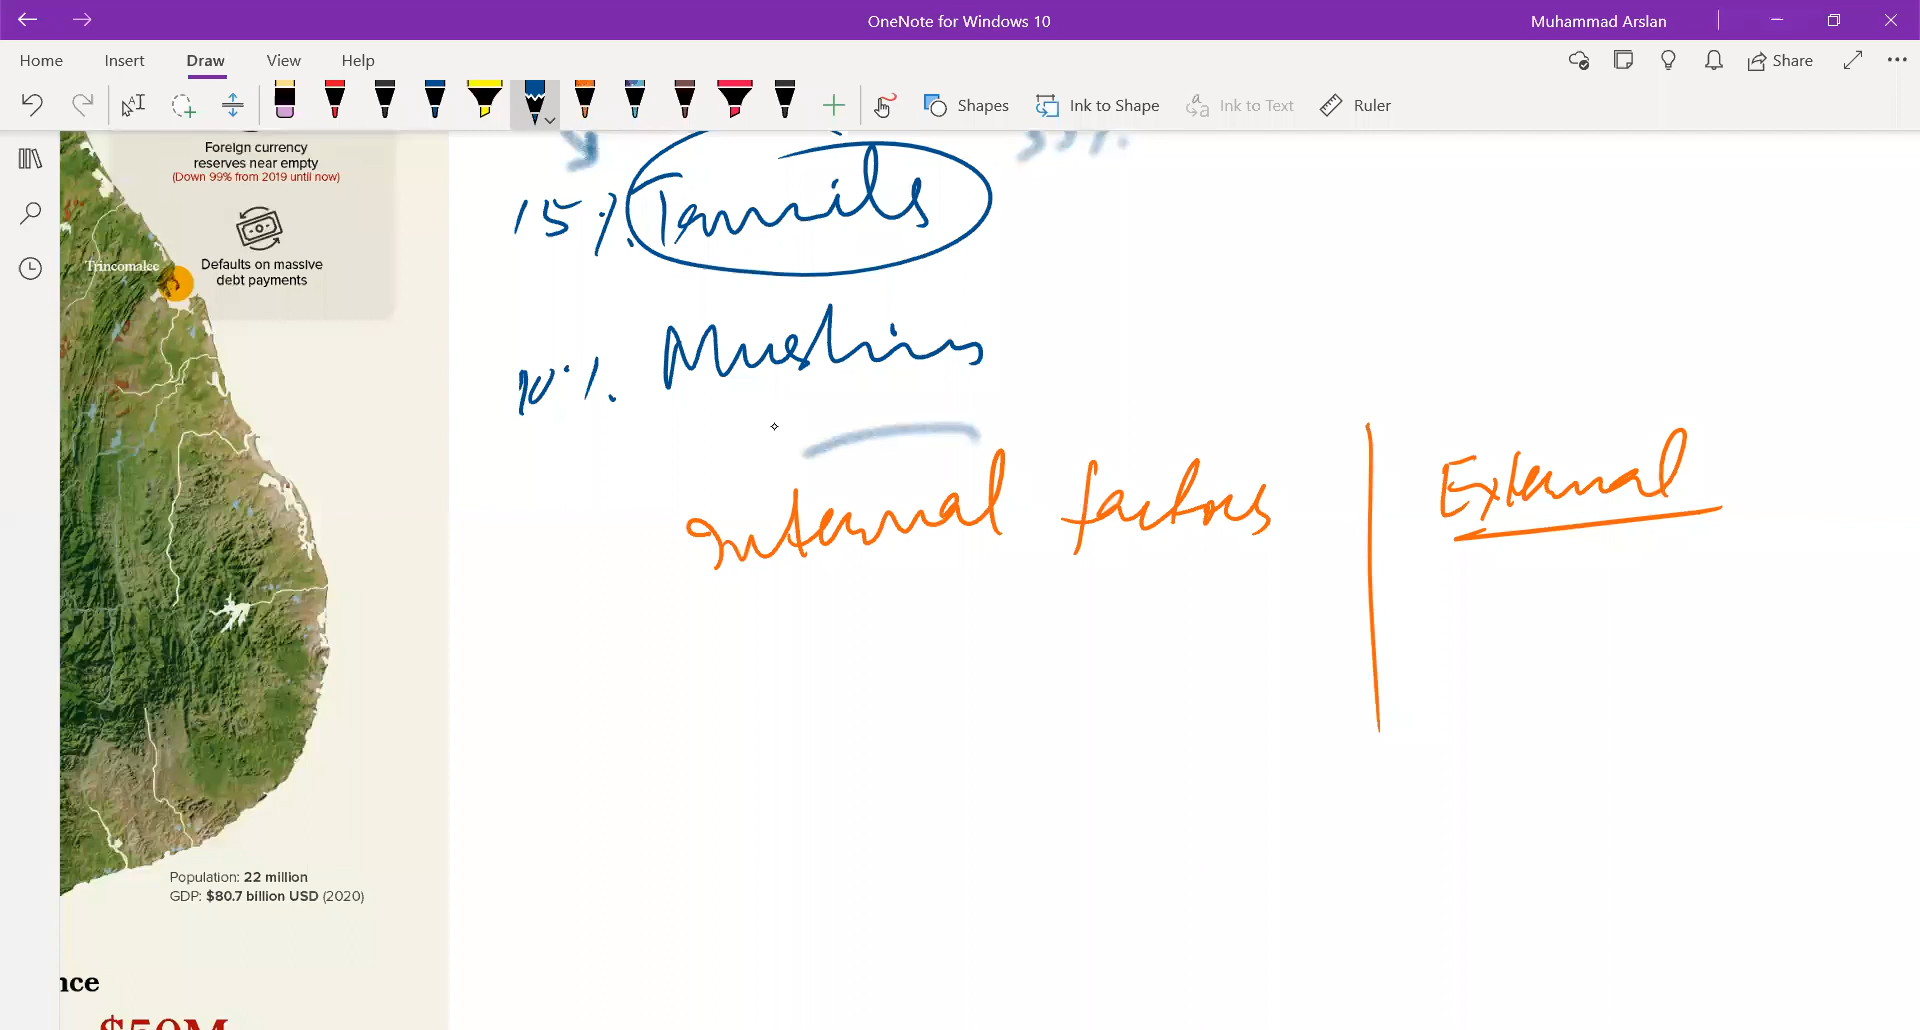 OneNote for Windows 10
Muhammad Arslan
Home Insert Draw View Help
Share
Shapes Ink to Shape Ink to Text Ruler
Foreign currency
reserves near empty
(Down 99% from 2019 until now)
Trincomalee
Defaults on massive
debt payments
15%. Tamils
10%. Muslims
Internal factors
External
Population: 22 million
GDP: $80.7 billion USD (2020)
nce
$50M